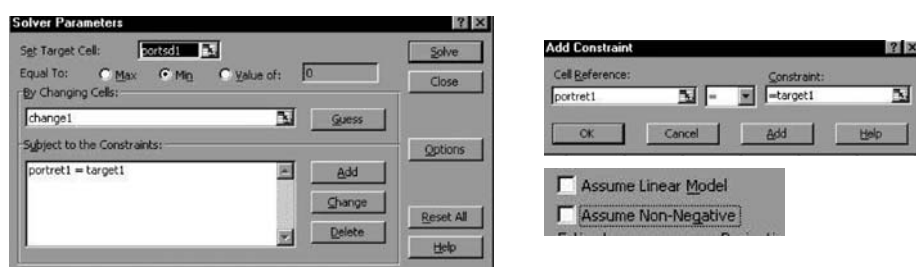 Solver Parameters
Set Target Cell: portsd1 Solve
Equal To: Max Min Value of: 0 Close
By Changing Cells:
change1 Guess
Subject to the Constraints: Options
portret1 = target1 Add
Change
Reset All
Delete
Help
Add Constraint
Cell Reference: Constraint:
portret1 = =target1
OK Cancel Add Help
Assume Linear Model
Assume Non-Negative